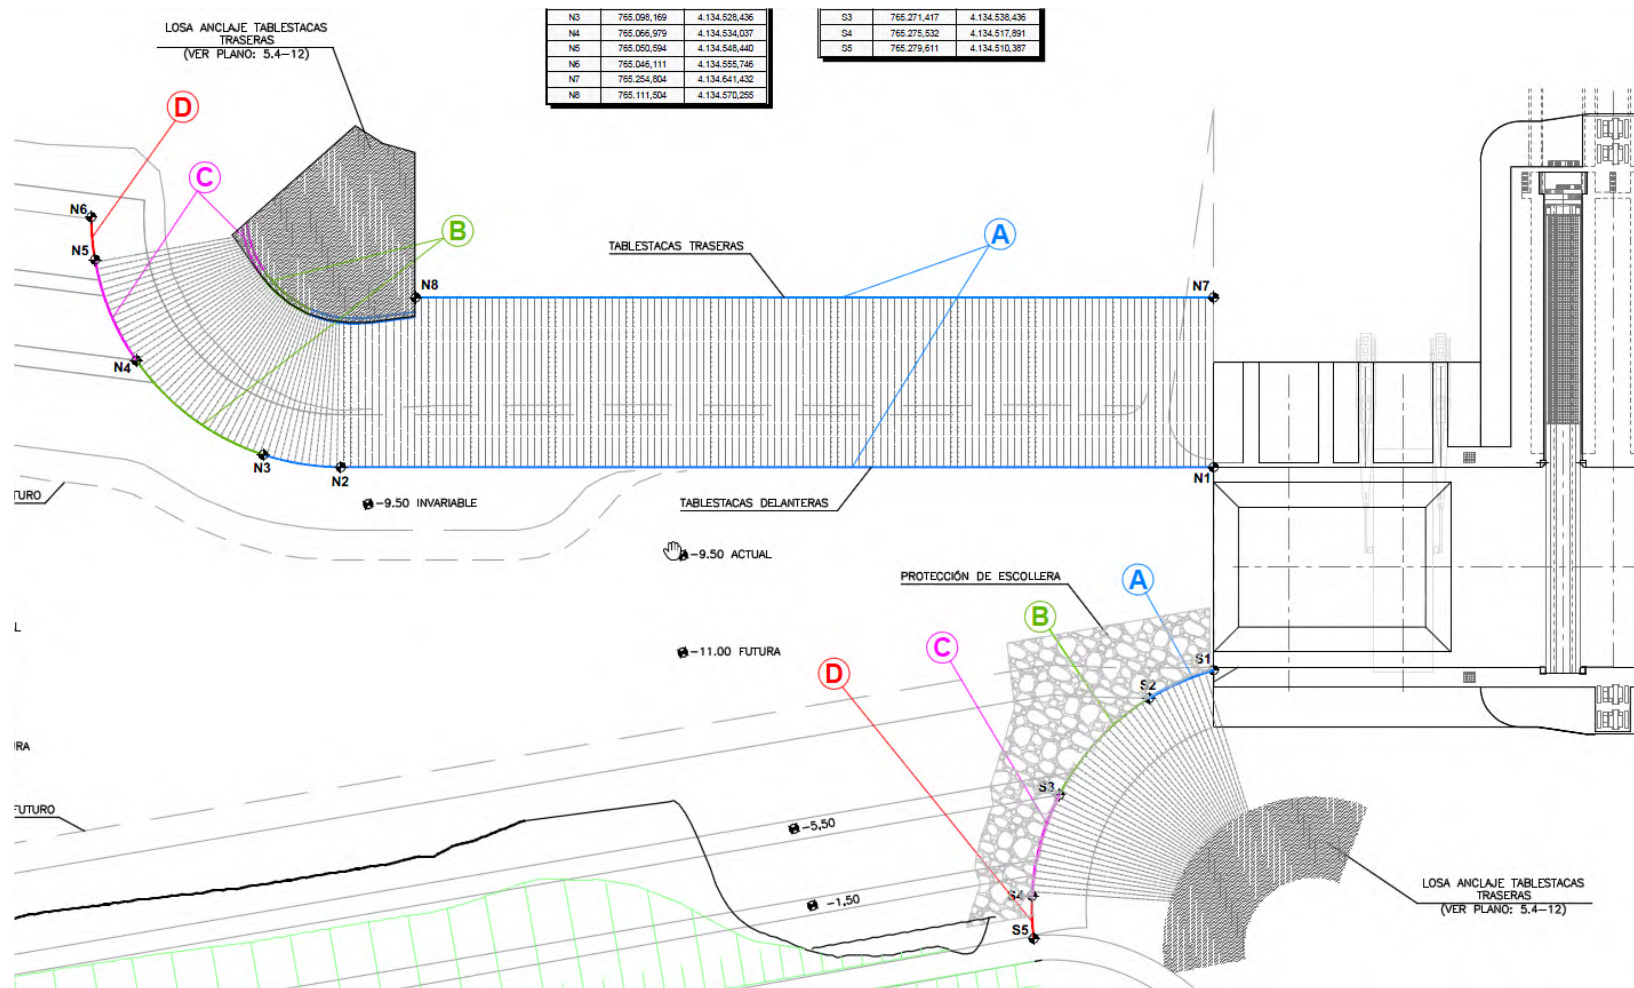 LOSA ANCLAJE TABLESTACAS
TRASERAS
(VER PLANO: 5.4-12)
N3 765.098,169 4.134.528,436
N4 765.066,979 4.134.534,037
N5 765.050,594 4.134.548,440
N6 765.046,111 4.134.555,746
N7 765.254,804 4.134.641,432
N8 765.111,504 4.134.570,255
S3 765.271,417 4.134.538,436
S4 765.275,532 4.134.517,891
S5 765.279,611 4.134.510,387
D
C
B
A
N6
N5
N4
N3
N2
N8
N7
N1
TABLESTACAS TRASERAS
TABLESTACAS DELANTERAS
-9.50 INVARIABLE
-9.50 ACTUAL
-11.00 FUTURA
TURO
L
RA
FUTURO
PROTECCIÓN DE ESCOLLERA
A
B
C
D
S1
S2
S3
S4
S5
-5,50
-1,50
LOSA ANCLAJE TABLESTACAS
TRASERAS
(VER PLANO: 5.4-12)